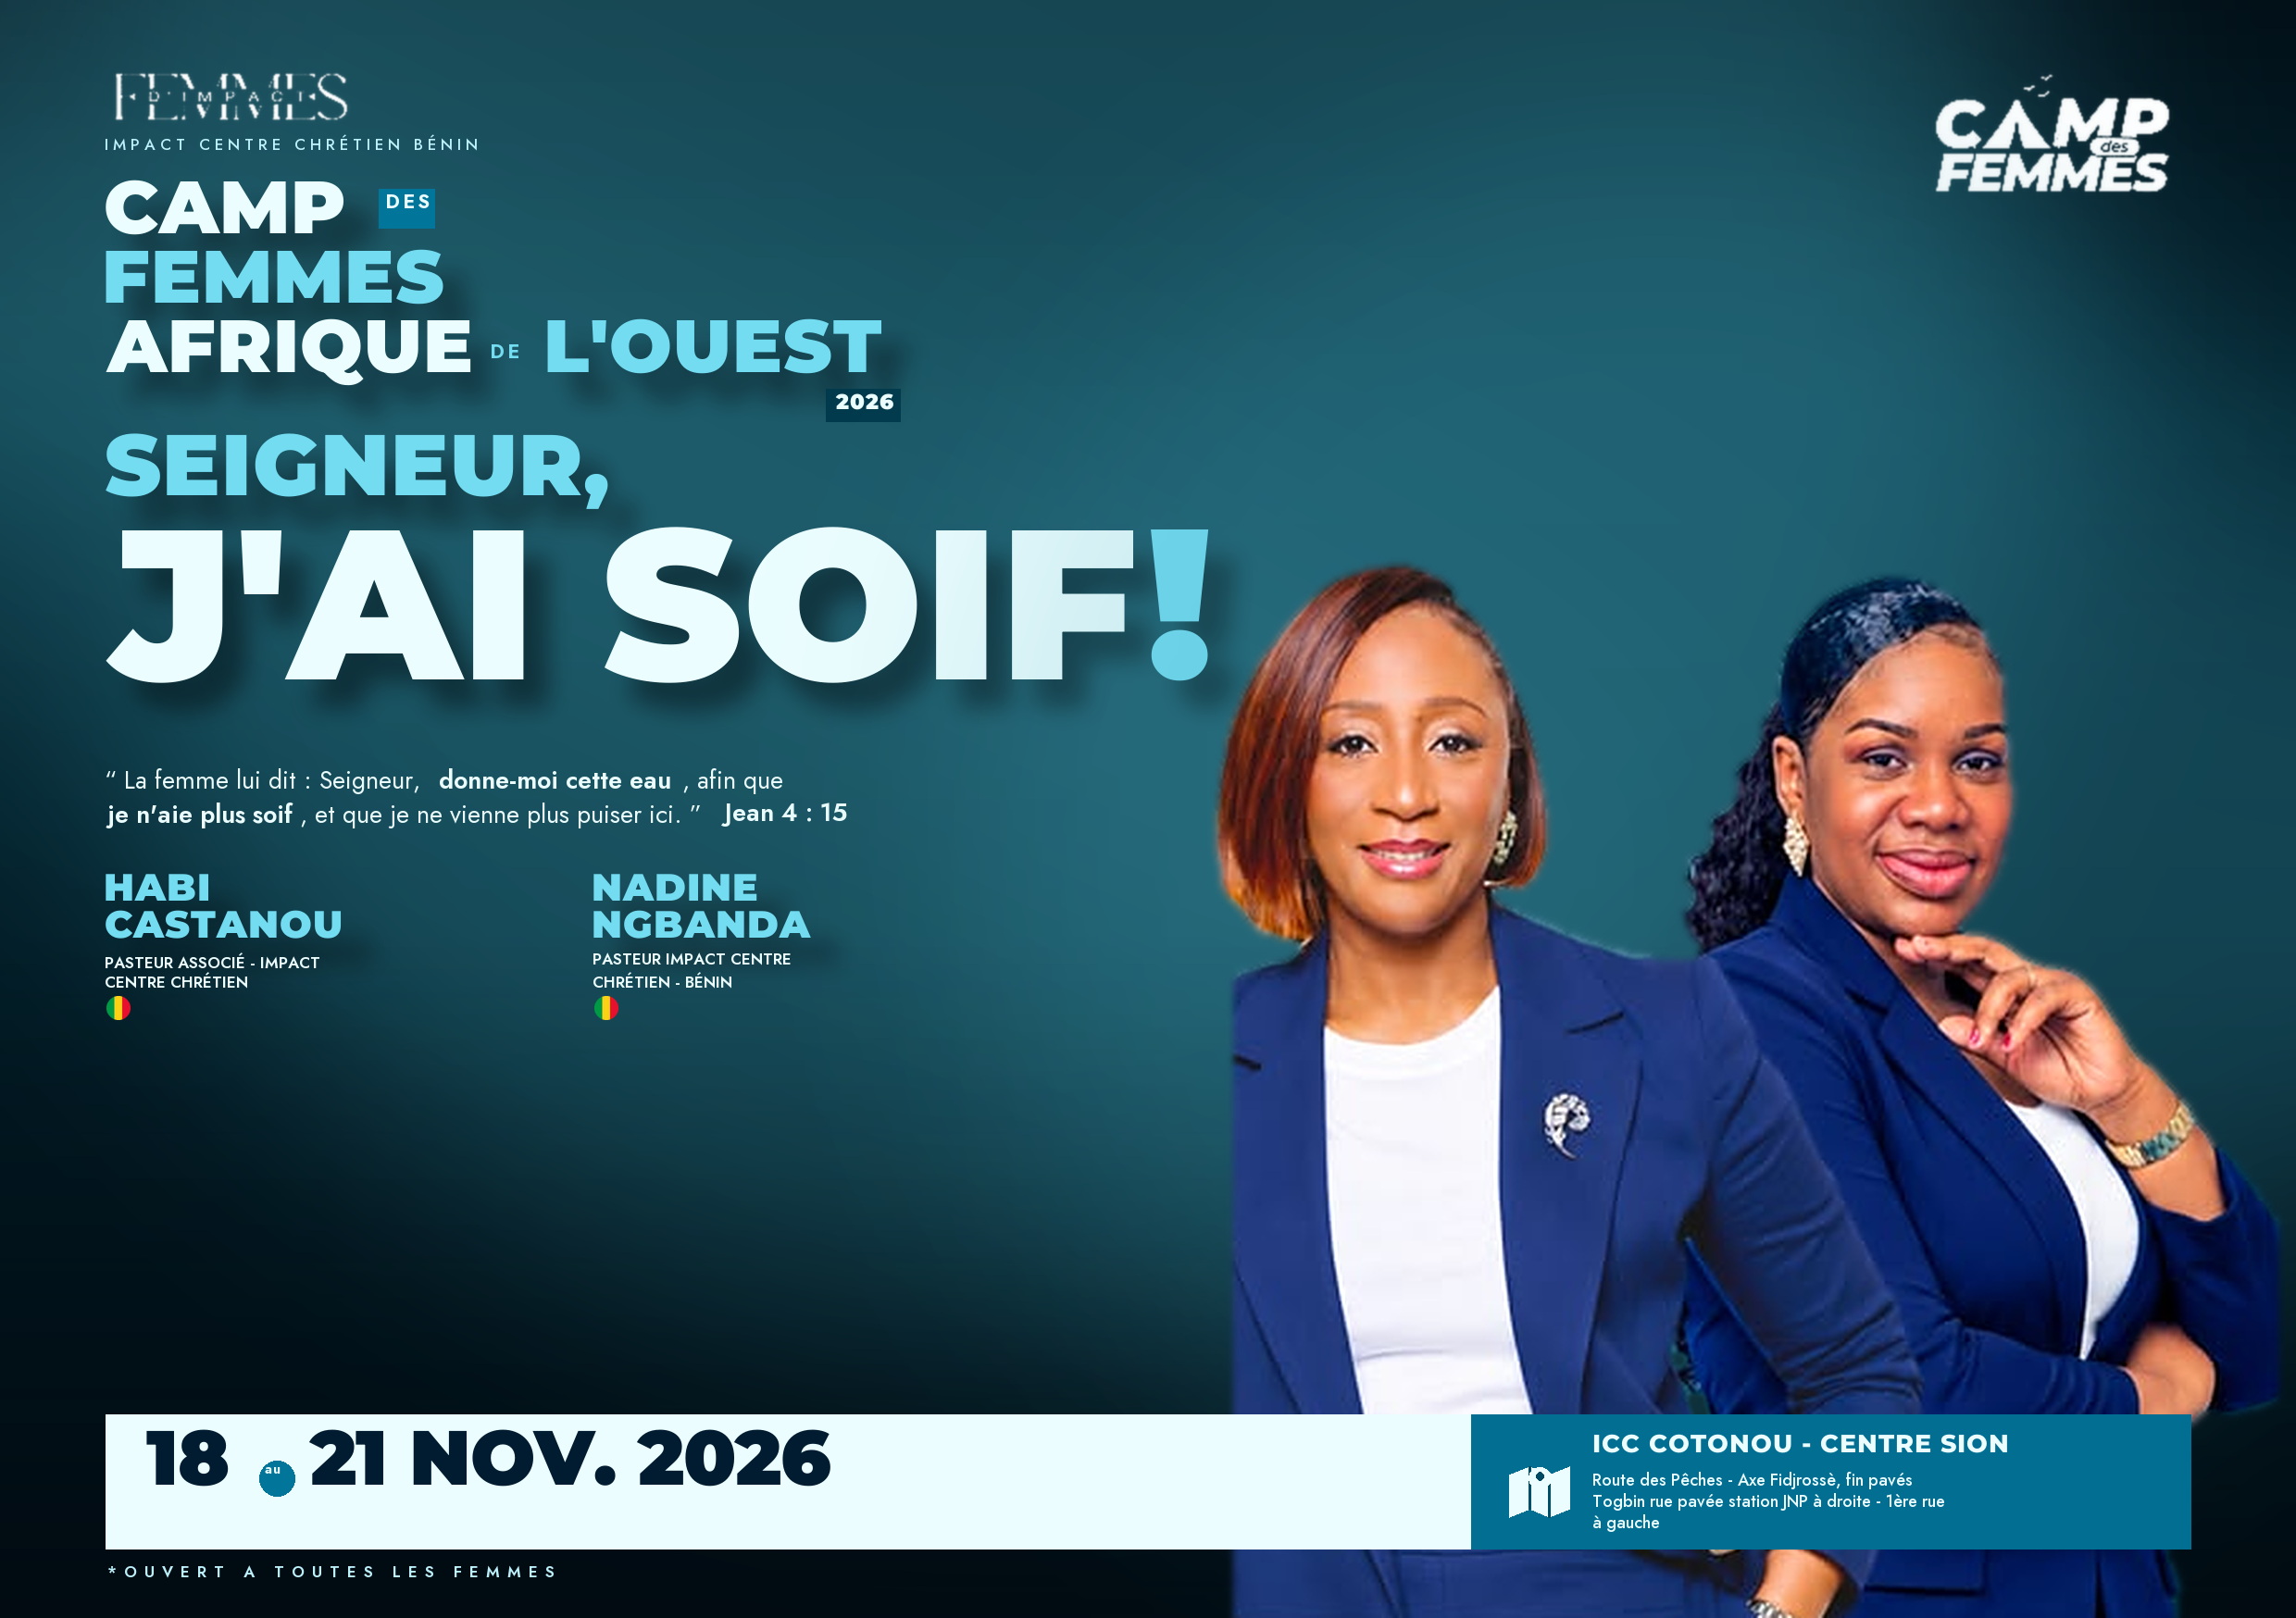 FEMMES
D'IMPACT
IMPACT CENTRE CHRÉTIEN BÉNIN
CAMP des FEMMES
CAMP DES
FEMMES
AFRIQUE DE L'OUEST
2026
SEIGNEUR,
J'AI SOIF!
“ La femme lui dit : Seigneur, donne-moi cette eau , afin que
je n'aie plus soif , et que je ne vienne plus puiser ici. ” Jean 4 : 15
HABI
CASTANOU
PASTEUR ASSOCIÉ - IMPACT
CENTRE CHRÉTIEN
NADINE
NGBANDA
PASTEUR IMPACT CENTRE
CHRÉTIEN - BÉNIN
18 au 21 NOV. 2026
ICC COTONOU - CENTRE SION
Route des Pêches - Axe Fidjrossè, fin pavés
Togbin rue pavée station JNP à droite - 1ère rue
à gauche
*OUVERT A TOUTES LES FEMMES